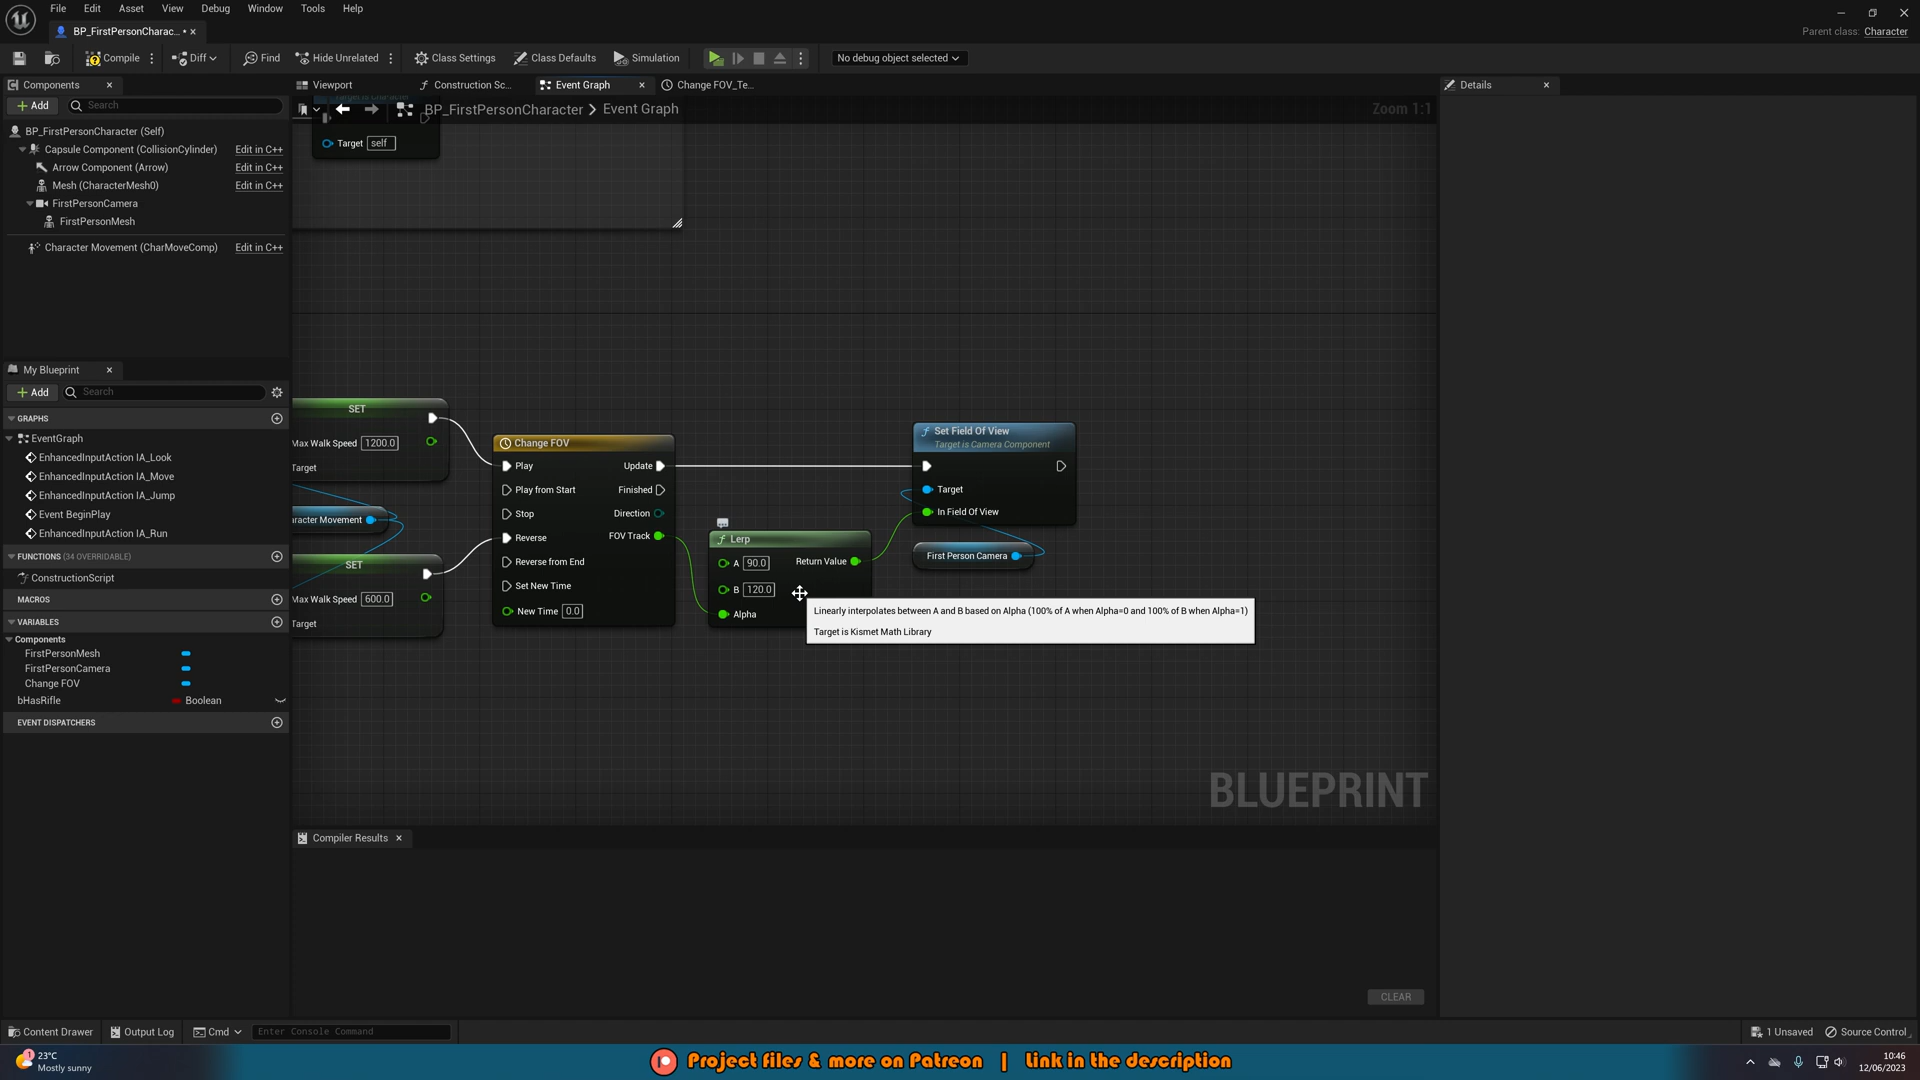 File Edit Asset View Debug Window Tools Help
BP_FirstPersonCharac... •
Parent class: Character
Compile Diff Find Hide Unrelated Class Settings Class Defaults Simulation No debug object selected
Components
Viewport Construction Sc... Event Graph Change FOV_Te...
Details
Add Search
BP_FirstPersonCharacter > Event Graph
Zoom 1:1
BP_FirstPersonCharacter (Self)
Capsule Component (CollisionCylinder) Edit in C++
Arrow Component (Arrow) Edit in C++
Mesh (CharacterMesh0) Edit in C++
FirstPersonCamera
FirstPersonMesh
Character Movement (CharMoveComp) Edit in C++
Target self
My Blueprint
Add Search
GRAPHS
EventGraph
EnhancedInputAction IA_Look
EnhancedInputAction IA_Move
EnhancedInputAction IA_Jump
Event BeginPlay
EnhancedInputAction IA_Run
FUNCTIONS (34 OVERRIDABLE)
ConstructionScript
MACROS
VARIABLES
Components
FirstPersonMesh
FirstPersonCamera
Change FOV
bHasRifle Boolean
EVENT DISPATCHERS
SET
Max Walk Speed 1200.0
Target
aracter Movement
SET
Max Walk Speed 600.0
Target
Change FOV
Play Update
Play from Start Finished
Stop Direction
Reverse FOV Track
Reverse from End
Set New Time
New Time 0.0
Lerp
A 90.0 Return Value
B 120.0
Alpha
Set Field Of View
Target is Camera Component
Target
In Field Of View
First Person Camera
Linearly interpolates between A and B based on Alpha (100% of A when Alpha=0 and 100% of B when Alpha=1)
Target is Kismet Math Library
BLUEPRINT
Compiler Results
CLEAR
Content Drawer Output Log Cmd Enter Console Command
1 Unsaved Source Control
1
23°C
Mostly sunny
Project files & more on Patreon | Link in the description
10:46
12/06/2023